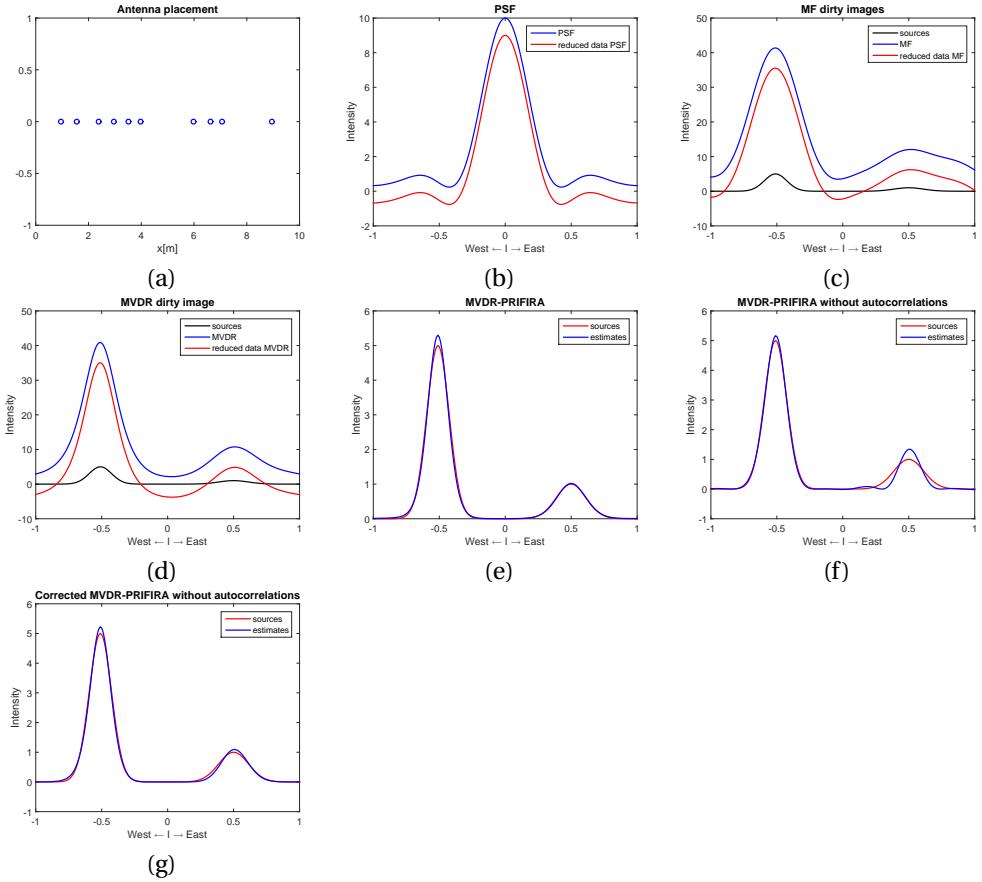 Antenna placement
1
0.5
0
-0.5
-1
0 2 4 6 8 10
x[m]
(a)
PSF
Intensity
10
8
6
4
2
0
-2
PSF
reduced data PSF
-1 -0.5 0 0.5 1
West ← l → East
(b)
MF dirty images
Intensity
50
40
30
20
10
0
-10
sources
MF
reduced data MF
-1 -0.5 0 0.5 1
West ← l → East
(c)
MVDR dirty image
Intensity
50
40
30
20
10
0
-10
sources
MVDR
reduced data MVDR
-1 -0.5 0 0.5 1
West ← l → East
(d)
MVDR-PRIFIRA
Intensity
6
5
4
3
2
1
0
sources
estimates
-1 -0.5 0 0.5 1
West ← l → East
(e)
MVDR-PRIFIRA without autocorrelations
Intensity
6
5
4
3
2
1
0
-1
sources
estimates
-1 -0.5 0 0.5 1
West ← l → East
(f)
Corrected MVDR-PRIFIRA without autocorrelations
Intensity
6
5
4
3
2
1
0
-1
sources
estimates
-1 -0.5 0 0.5 1
West ← l → East
(g)